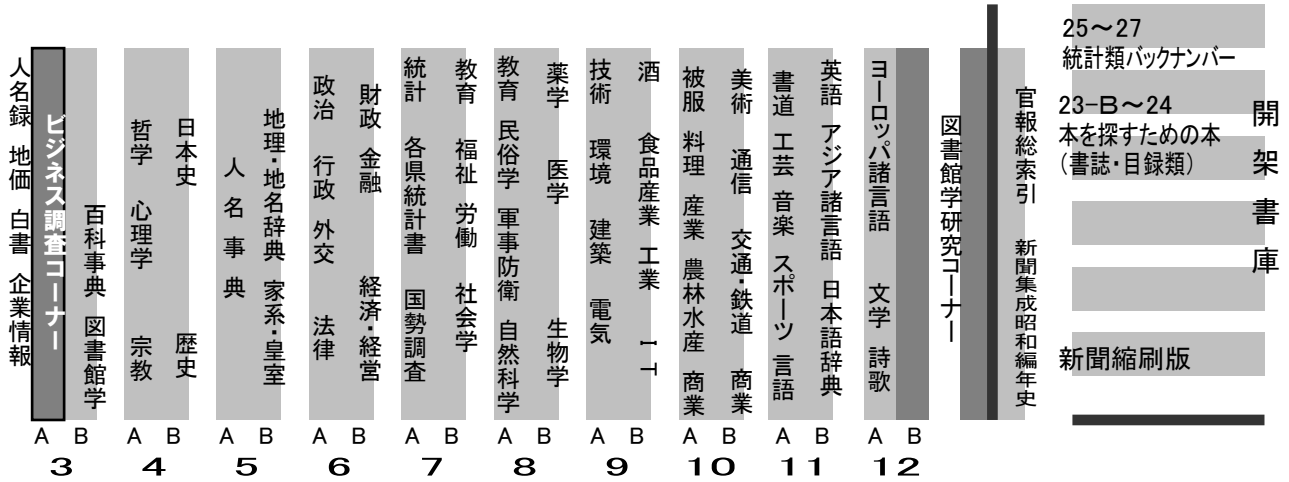 人名録 地価 白書 企業情報
ビジネス調査コーナー
百科事典 図書館学
哲学 心理学 宗教
日本史 歴史
人名事典
地理・地名辞典 家系・皇室
政治 行政 外交 法律
財政 金融 経済・経営
統計 各県統計書 国勢調査
教育 福祉 労働 社会学
教育 民俗学 軍事防衛 自然科学
薬学 医学 生物学
技術 環境 建築 電気
酒 食品産業 工業 IT
被服 料理 産業 農林水産 商業
美術 通信 交通・鉄道 商業
書道 工芸 音楽 スポーツ 言語
英語 アジア諸言語 日本語辞典
ヨーロッパ諸言語 文学 詩歌
図書館学研究コーナー
官報総索引 新聞集成昭和編年史
25～27
統計類バックナンバー
23-B～24
本を探すための本
(書誌・目録類)
新聞縮刷版
開架書庫
A B A B A B A B A B A B A B A B A B A B
3 4 5 6 7 8 9 10 11 12